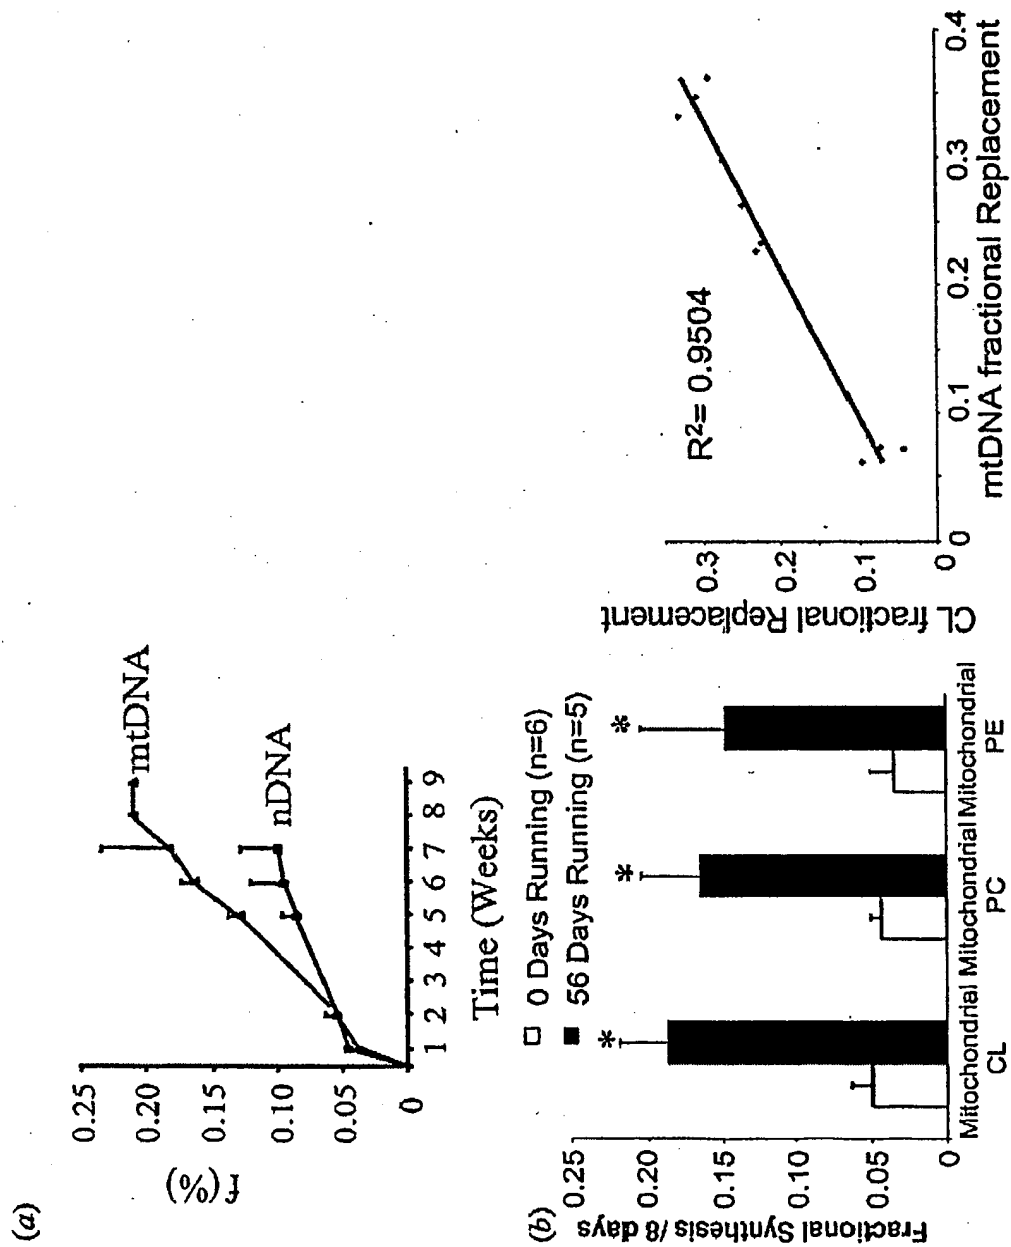 (a)
f (%)
0.25
0.20
0.15
0.10
0.05
0
mtDNA
nDNA
1 2 3 4 5 6 7 8 9
Time (Weeks)
(b)
Fractional Synthesis /8 days
0.25
0.20
0.15
0.10
0.05
0
0 Days Running (n=6)
56 Days Running (n=5)
*
*
*
Mitochondrial Mitochondrial Mitochondrial
CL PC PE
CL fractional Replacement
0.3
0.2
0.1
0
R²= 0.9504
0 0.1 0.2 0.3 0.4
mtDNA fractional Replacement